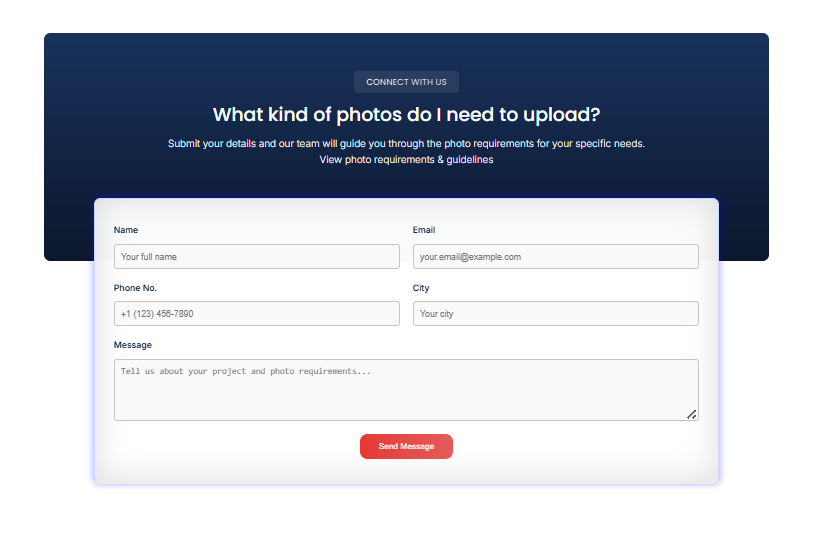 CONNECT WITH US
What kind of photos do I need to upload?
Submit your details and our team will guide you through the photo requirements for your specific needs.
View photo requirements & guidelines
Name
Email
Your full name
your.email@example.com
Phone No.
City
+1 (123) 456-7890
Your city
Message
Tell us about your project and photo requirements...
Send Message